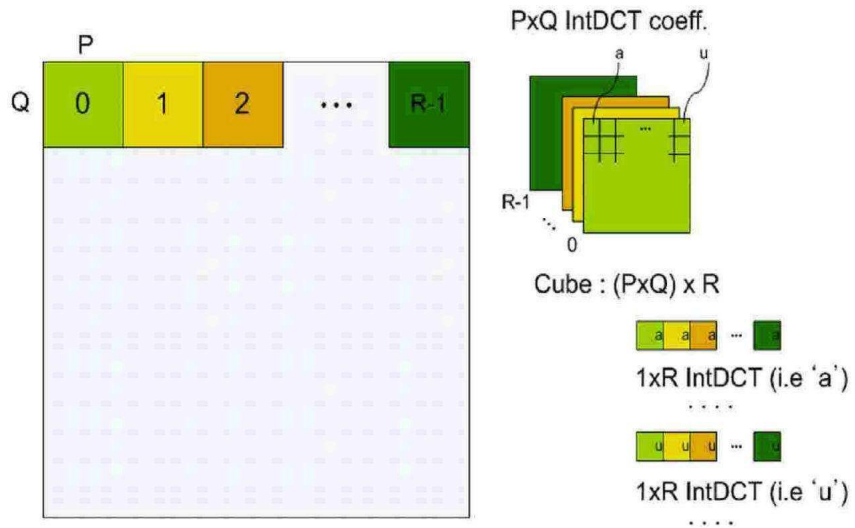 P
Q
0 1 2 ... R-1
PxQ IntDCT coeff.
a u
...
R-1
...
0
Cube : (PxQ) x R
a a a ... a
1xR IntDCT (i.e 'a')
. . . .
u u u ... u
1xR IntDCT (i.e 'u')
. . . .